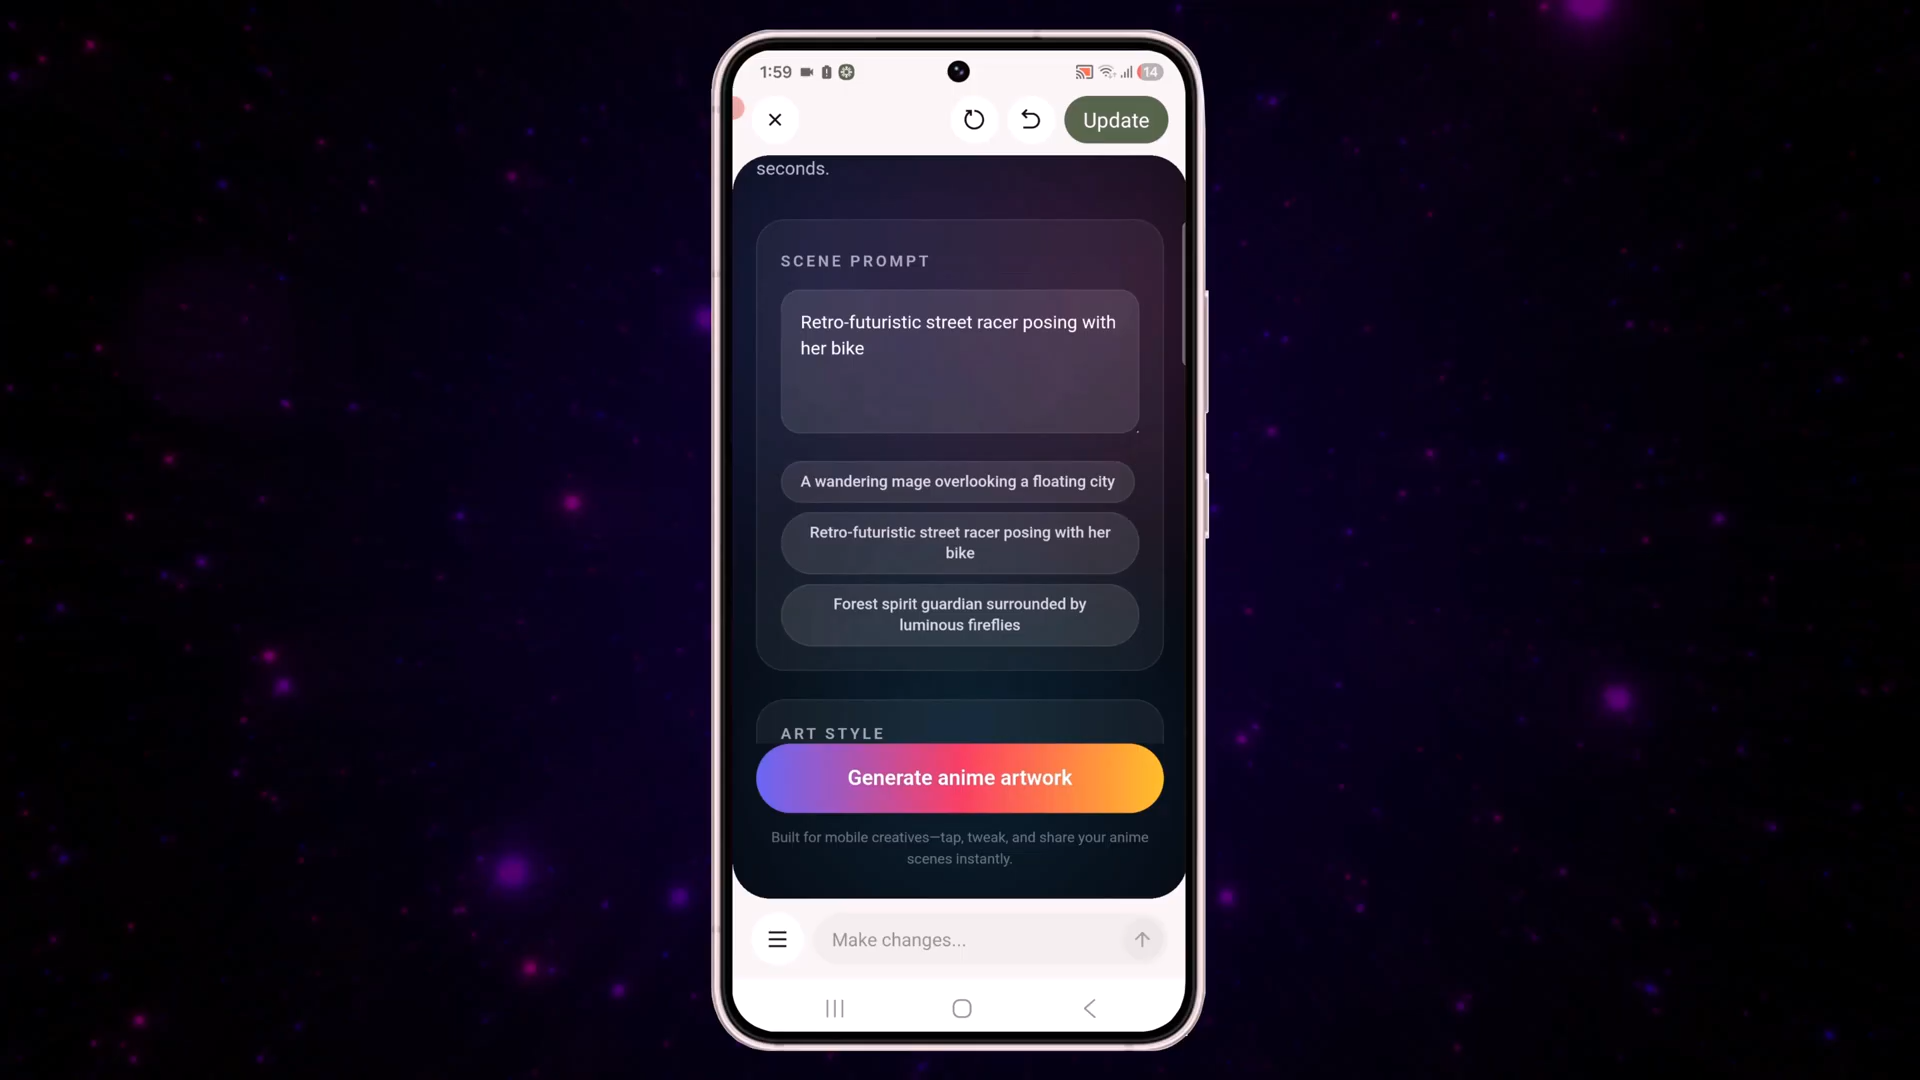 1:59
14
Update
seconds.
SCENE PROMPT
Retro-futuristic street racer posing with
her bike
A wandering mage overlooking a floating city
Retro-futuristic street racer posing with her
bike
Forest spirit guardian surrounded by
luminous fireflies
ART STYLE
Generate anime artwork
Built for mobile creatives—tap, tweak, and share your anime
scenes instantly.
Make changes...